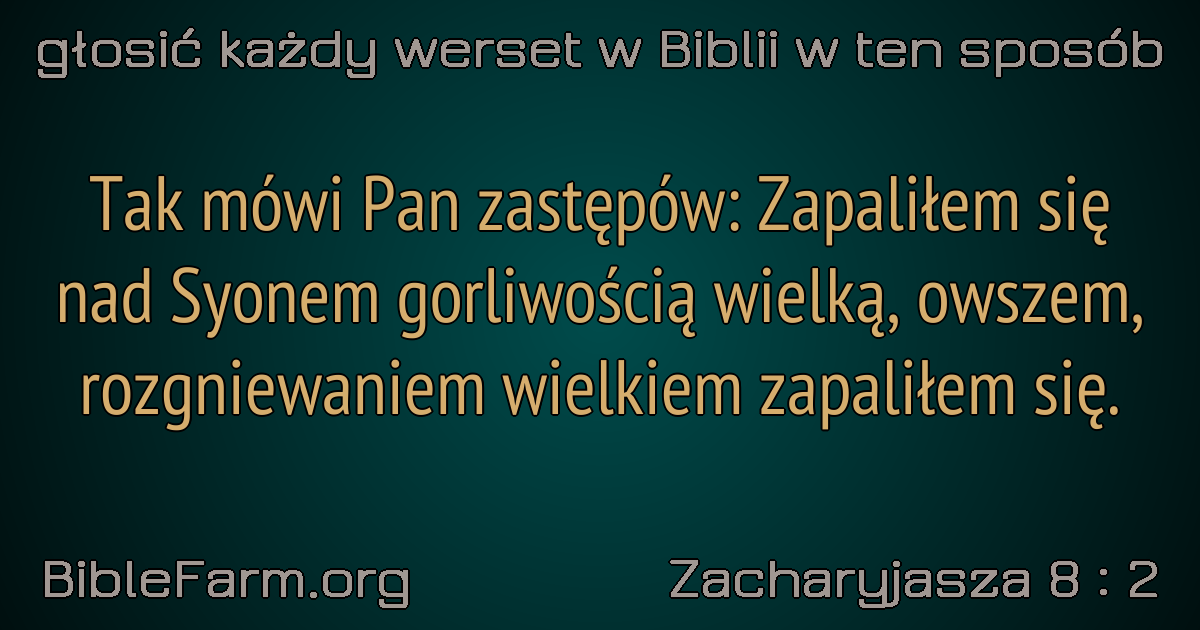 głosić każdy werset w Biblii w ten sposób
Tak mówi Pan zastępów: Zapaliłem się
nad Syonem gorliwością wielką, owszem,
rozgniewaniem wielkiem zapaliłem się.
BibleFarm.org
Zacharyjasza 8 : 2